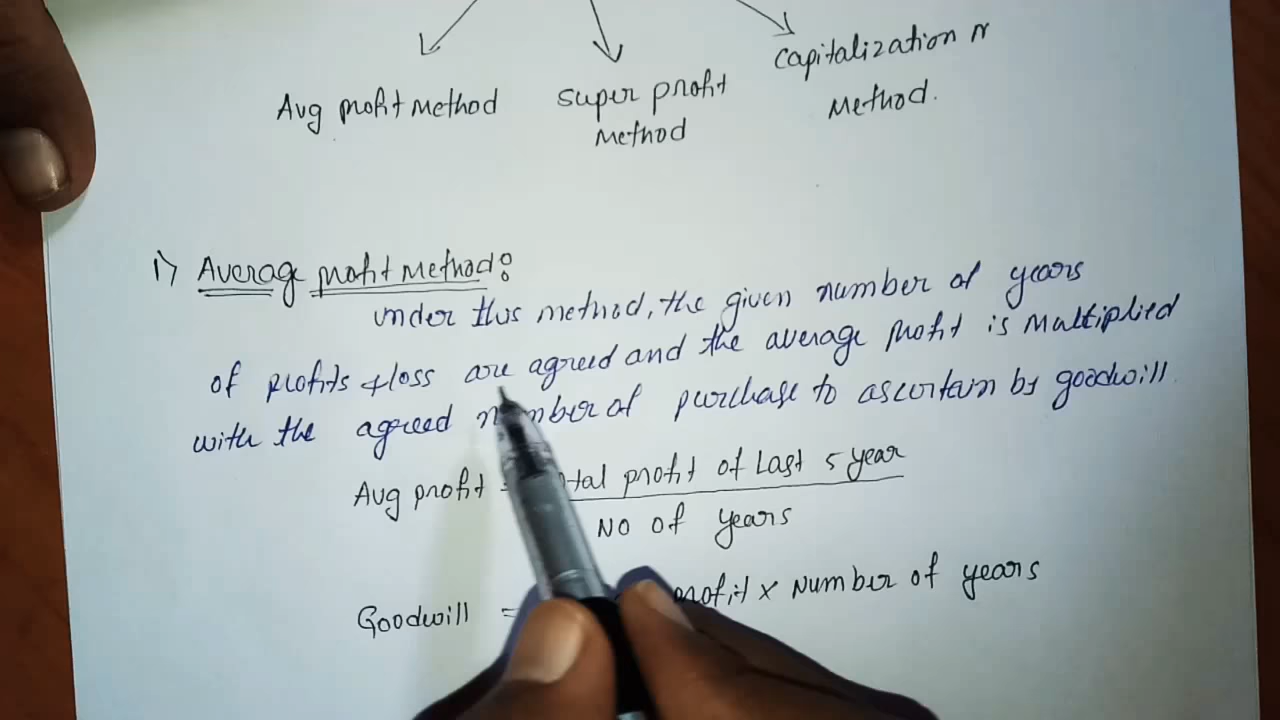 Avg profit Method
Super profit
Method
Capitalization
Method.
1) Average profit Method:
under this method, the given number of years
of profits & loss are agreed and the average profit is Multiplied
with the agreed number of purchase to ascertain by goodwill
Avg profit = profit of Last 5 year
No of years
Goodwill = profit × Number of years